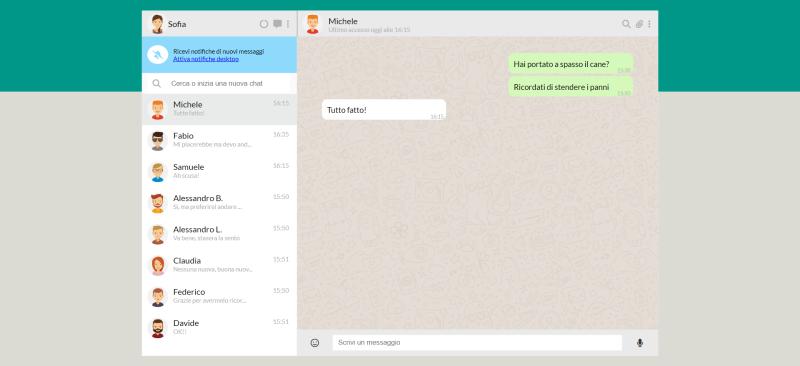 Sofia
Ricevi notifiche di nuovi messaggi
Attiva notifiche desktop
Cerca o inizia una nuova chat
Michele 16:15
Tutto fatto!
Fabio 16:35
Mi piacerebbe ma devo and...
Samuele 16:15
Ah scusa!
Alessandro B. 15:50
Si, ma preferirei andare ...
Alessandro L. 15:50
Va bene, stasera la sento
Claudia 15:51
Nessuna nuova, buona nuov...
Federico 15:50
Grazie per avermelo ricor...
Davide 15:51
OK!!
Michele
Ultimo accesso oggi alle 16:15
Hai portato a spasso il cane?
15:30
Ricordati di stendere i panni
15:50
Tutto fatto!
16:15
Scrivi un messaggio